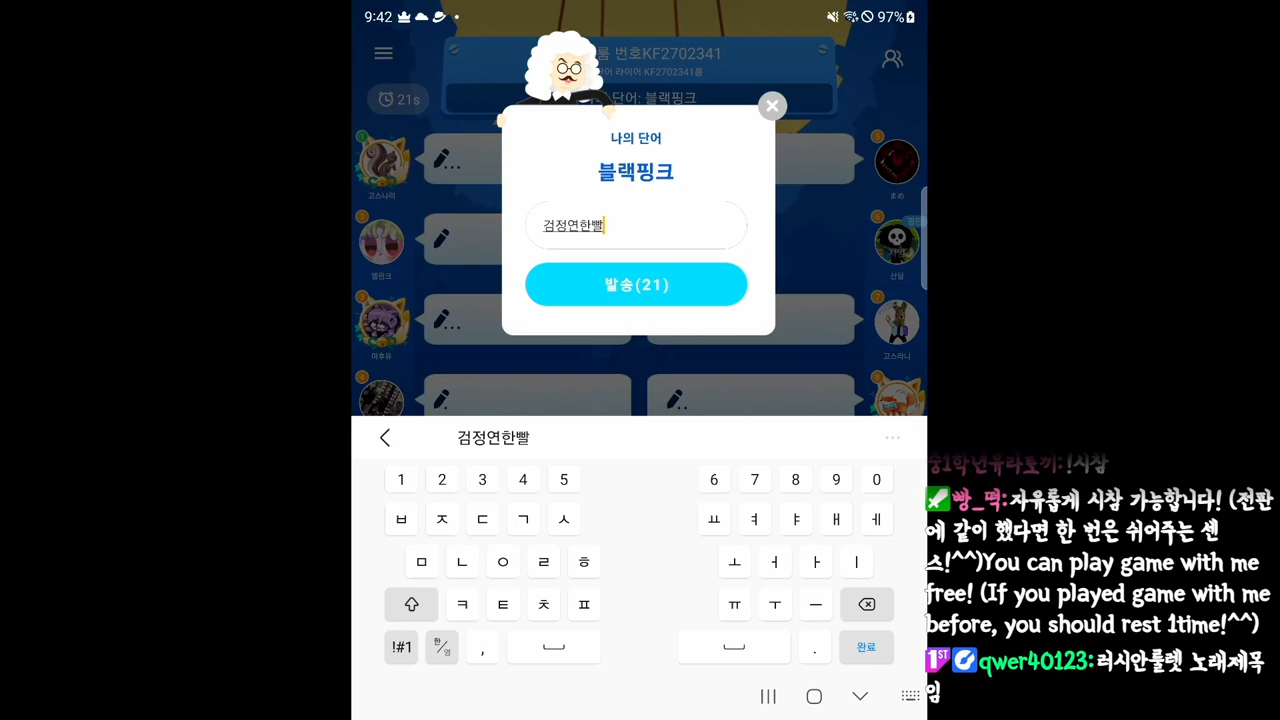 9:42
97%
룸 번호KF2702341
라이어 KF2702341룸
21s
단어: 블랙핑크
나의 단어
블랙핑크
검정연한빨
발송(21)
고스나리
まめ
앨린크
산달
마후유
고스라니
검정연한빨
1 2 3 4 5 6 7 8 9 0
ㅂ ㅈ ㄷ ㄱ ㅅ ㅛ ㅕ ㅑ ㅐ ㅔ
ㅁ ㄴ ㅇ ㄹ ㅎ ㅗ ㅓ ㅏ ㅣ
ㅋ ㅌ ㅊ ㅍ ㅠ ㅜ ㅡ
!#1 한/영 , . 완료
중1학년유라토끼: !시참
빵_떡: 자유롭게 시참 가능합니다! (전판
에 같이 했다면 한 번은 쉬어주는 센
스!^^)You can play game with me
free! (If you played game with me
before, you should rest 1time!^^)
1ST qwer40123: 러시안룰렛 노래제목
임